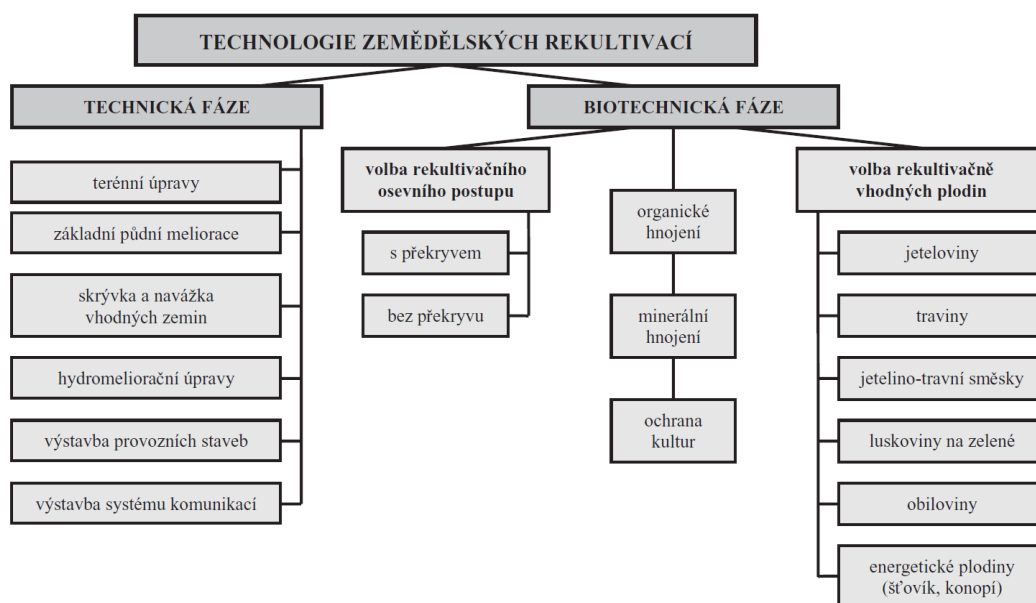 TECHNOLOGIE ZEMĚDĚLSKÝCH REKULTIVACÍ
TECHNICKÁ FÁZE
terénní úpravy
základní půdní meliorace
skrývka a navážka
vhodných zemin
hydromeliorační úpravy
výstavba provozních staveb
výstavba systému komunikací
BIOTECHNICKÁ FÁZE
volba rekultivačního
osevního postupu
s překryvem
bez překryvu
organické
hnojení
minerální
hnojení
ochrana
kultur
volba rekultivačně
vhodných plodin
jeteloviny
traviny
jetelino-travní směsky
luskoviny na zelené
obiloviny
energetické plodiny
(šťovík, konopí)